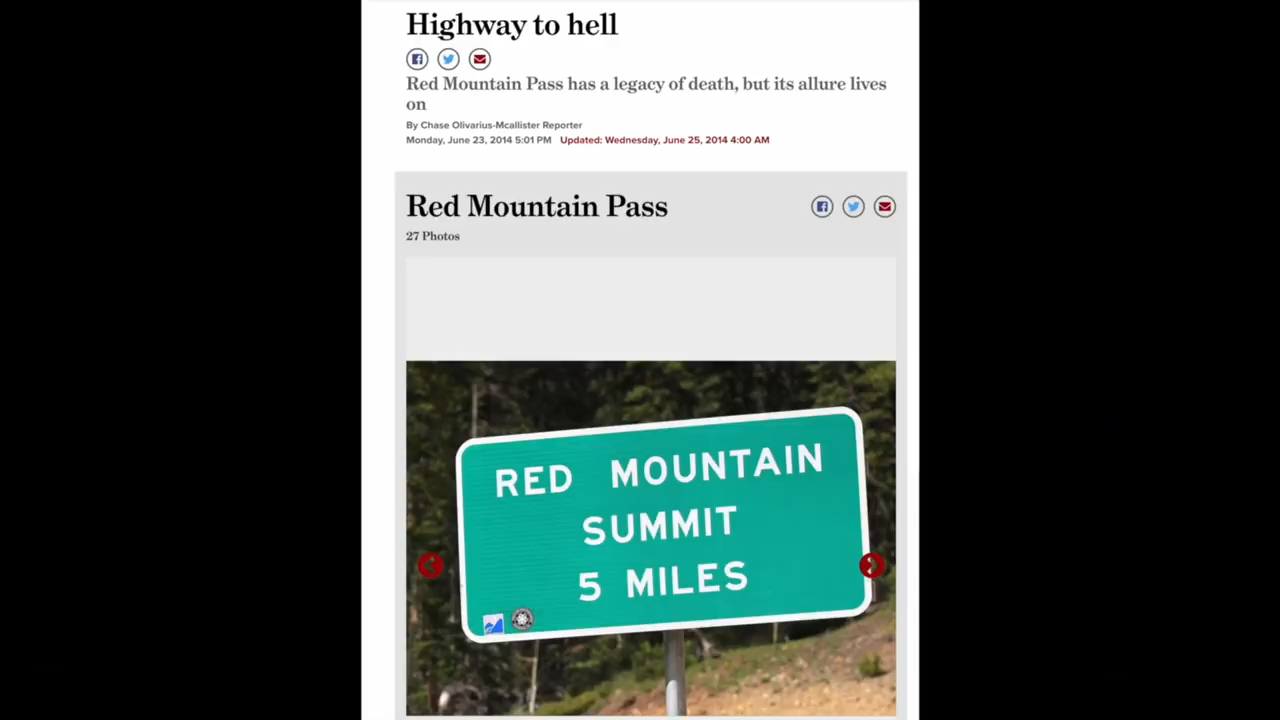 Highway to hell
Red Mountain Pass has a legacy of death, but its allure lives
on
By Chase Olivarius-Mcallister Reporter
Monday, June 23, 2014 5:01 PM Updated: Wednesday, June 25, 2014 4:00 AM
Red Mountain Pass
27 Photos
RED MOUNTAIN
SUMMIT
5 MILES